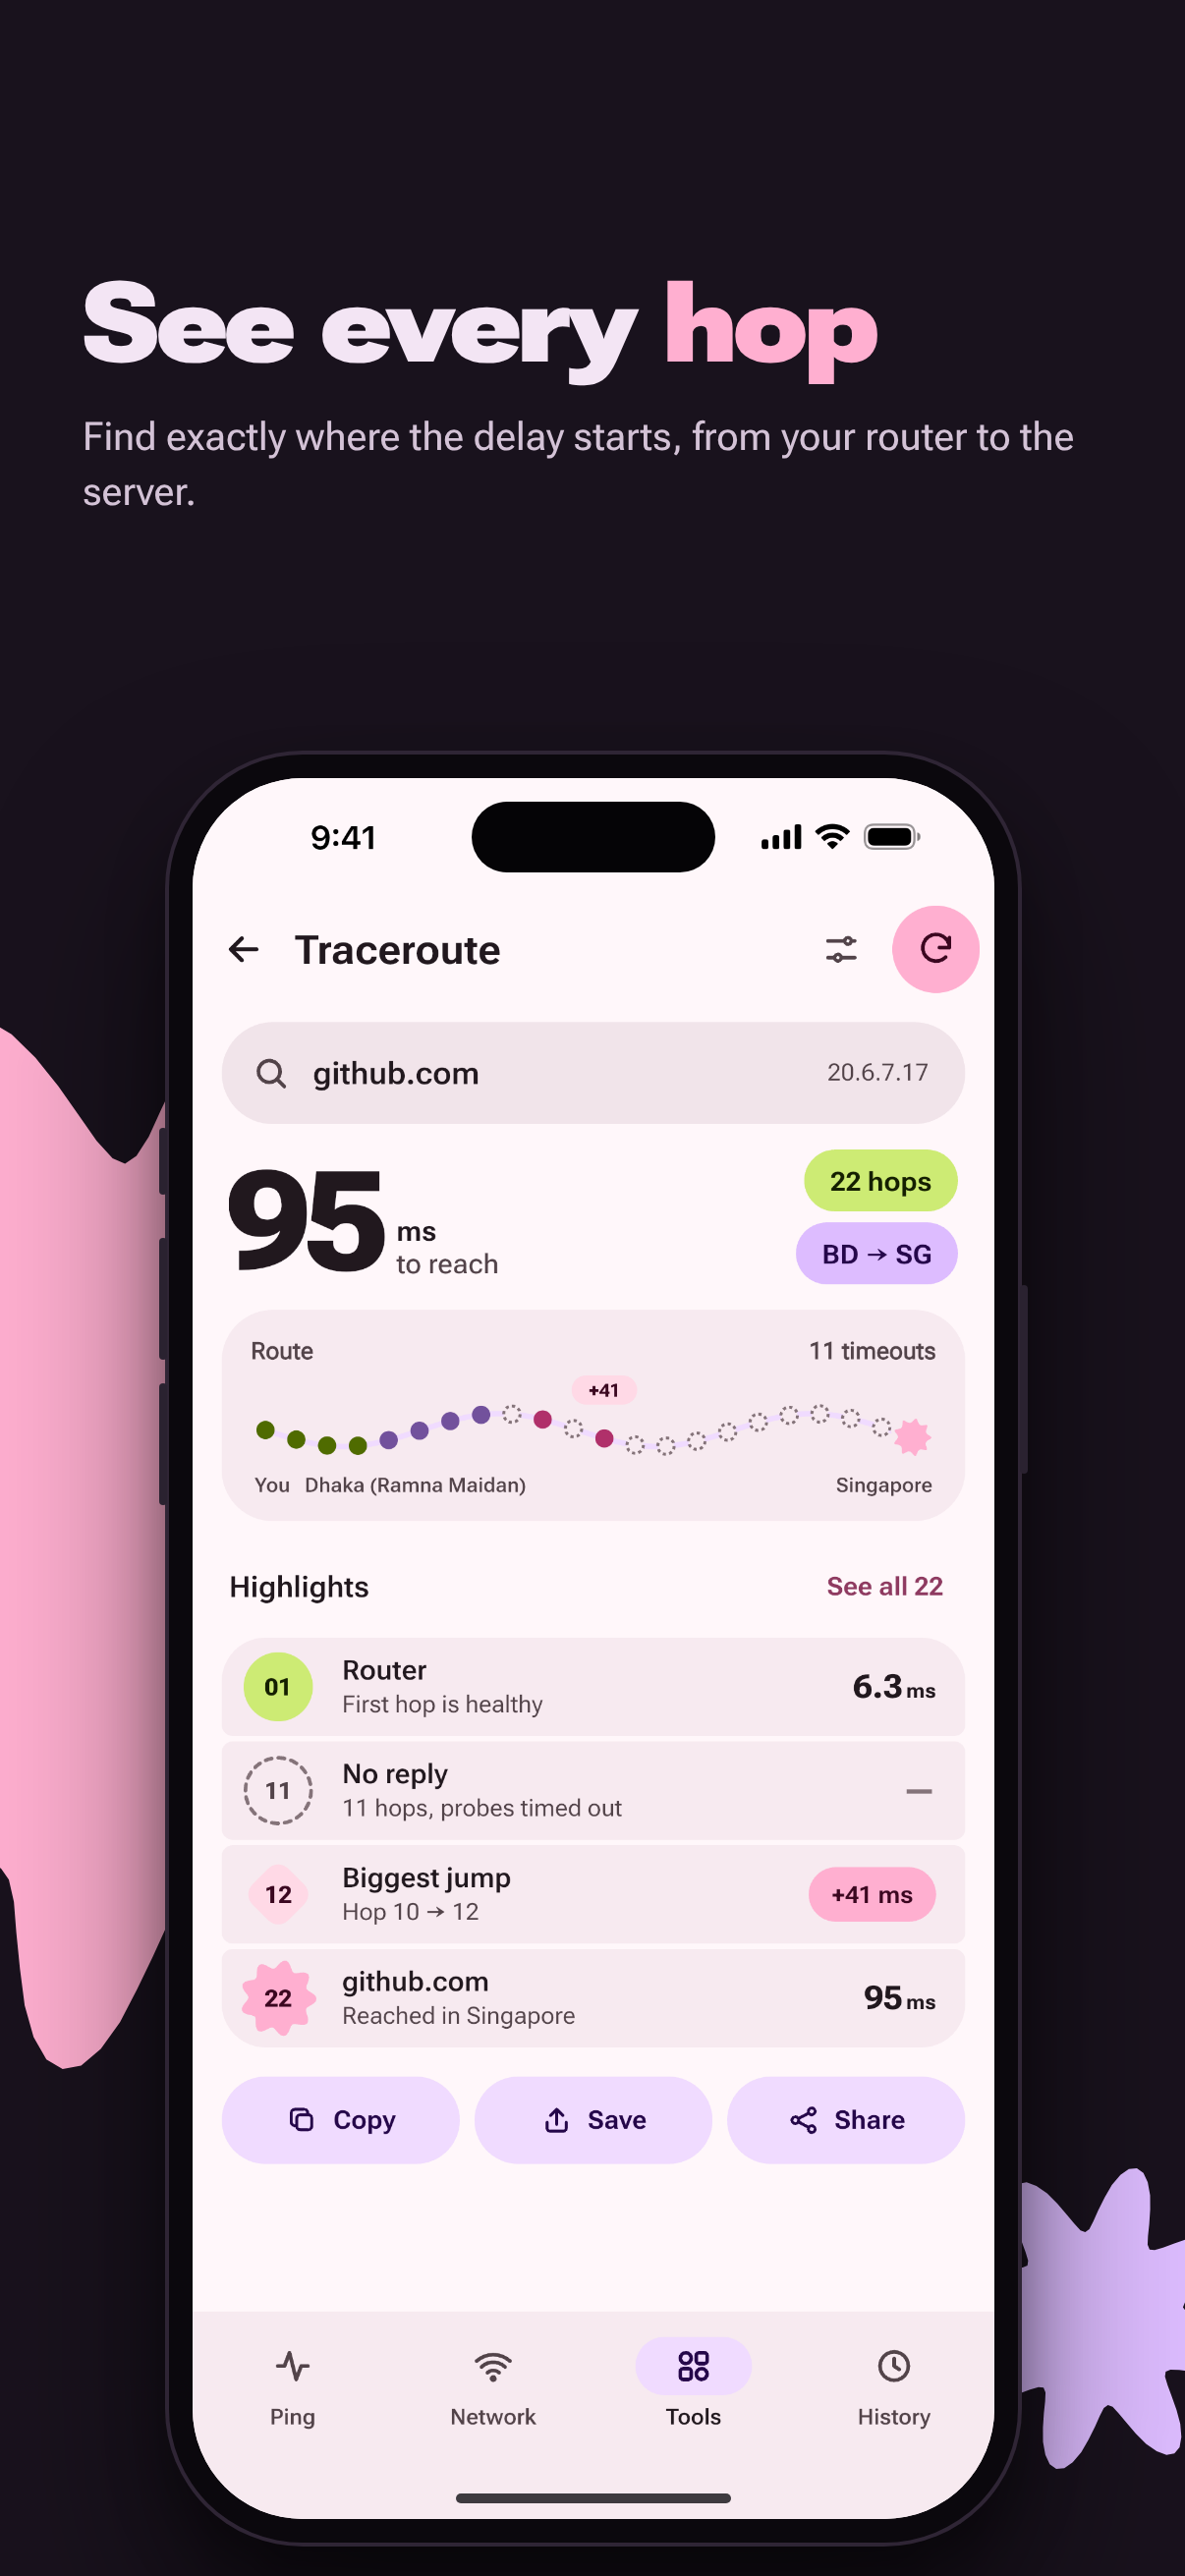 See every hop
Find exactly where the delay starts, from your router to the
server.
9:41
Traceroute
github.com 20.6.7.17
95 ms to reach
22 hops
BD → SG
Route 11 timeouts
+41
You Dhaka (Ramna Maidan) Singapore
Highlights See all 22
01 Router 6.3 ms
First hop is healthy
11 No reply —
11 hops, probes timed out
12 Biggest jump +41 ms
Hop 10 → 12
22 github.com 95 ms
Reached in Singapore
Copy Save Share
Ping Network Tools History